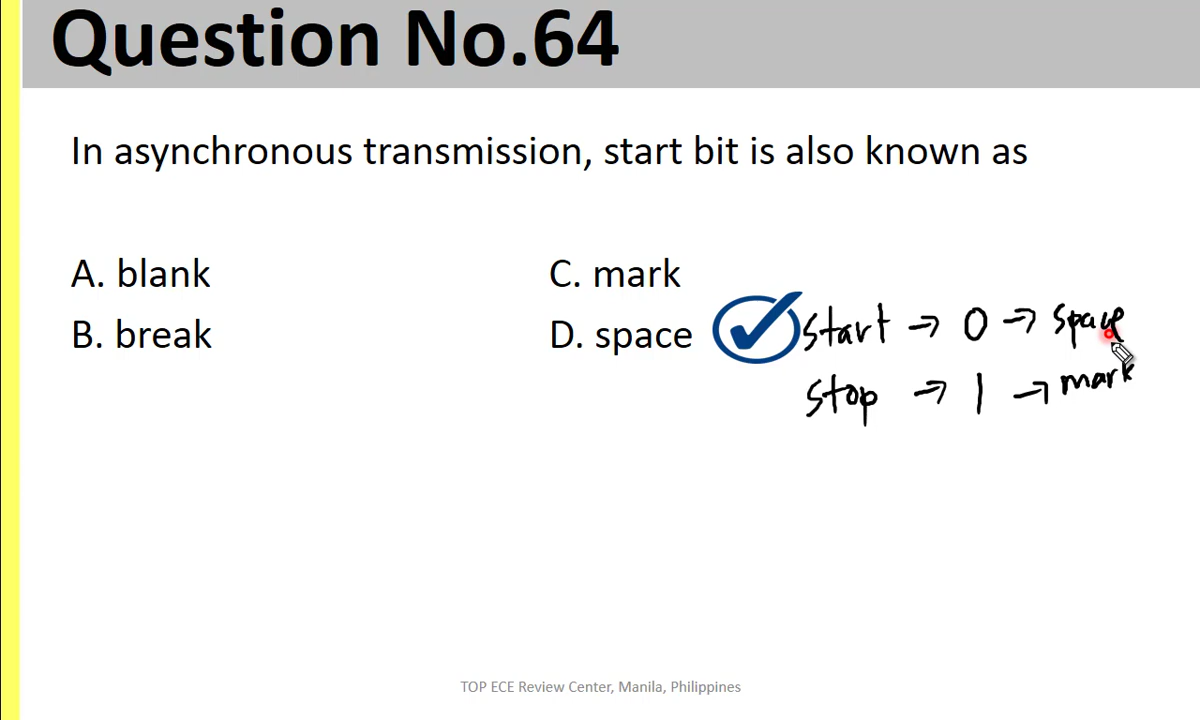 Question No.64
In asynchronous transmission, start bit is also known as
A. blank
C. mark
B. break
D. space
start → 0 → space
stop → 1 → mark
TOP ECE Review Center, Manila, Philippines